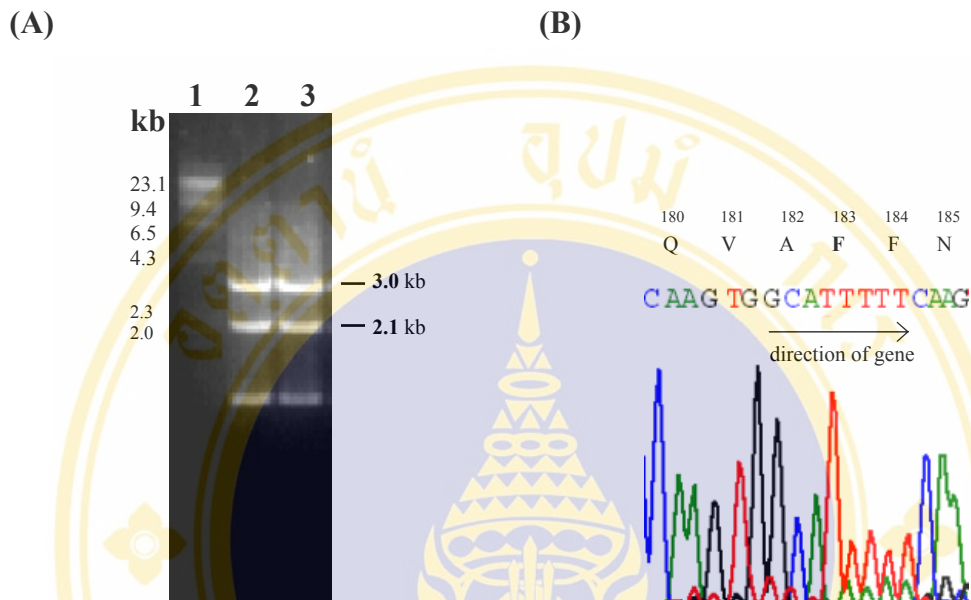 (A)
(B)
1 2 3
kb
23.1
9.4
6.5
4.3
2.3
2.0
3.0 kb
2.1 kb
180 181 182 183 184 185
Q V A F F N
CAAGTGGCATTTTTCAAG
direction of gene